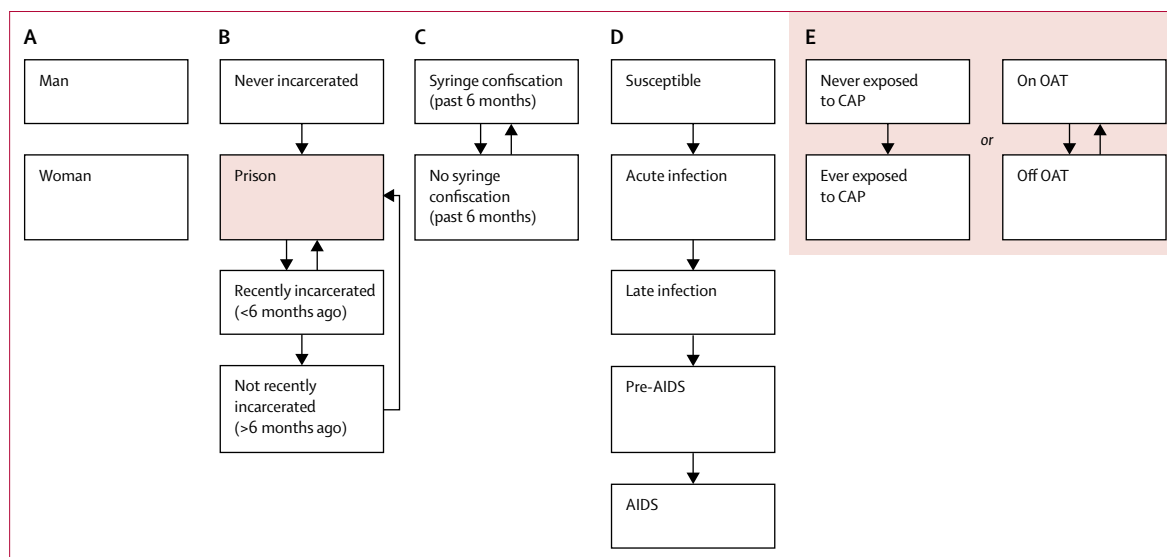 A
Man
Woman
B
Never incarcerated
Prison
Recently incarcerated
(<6 months ago)
Not recently
incarcerated
(>6 months ago)
C
Syringe confiscation
(past 6 months)
No syringe
confiscation
(past 6 months)
D
Susceptible
Acute infection
Late infection
Pre-AIDS
AIDS
E
Never exposed
to CAP
Ever exposed
to CAP
or
On OAT
Off OAT